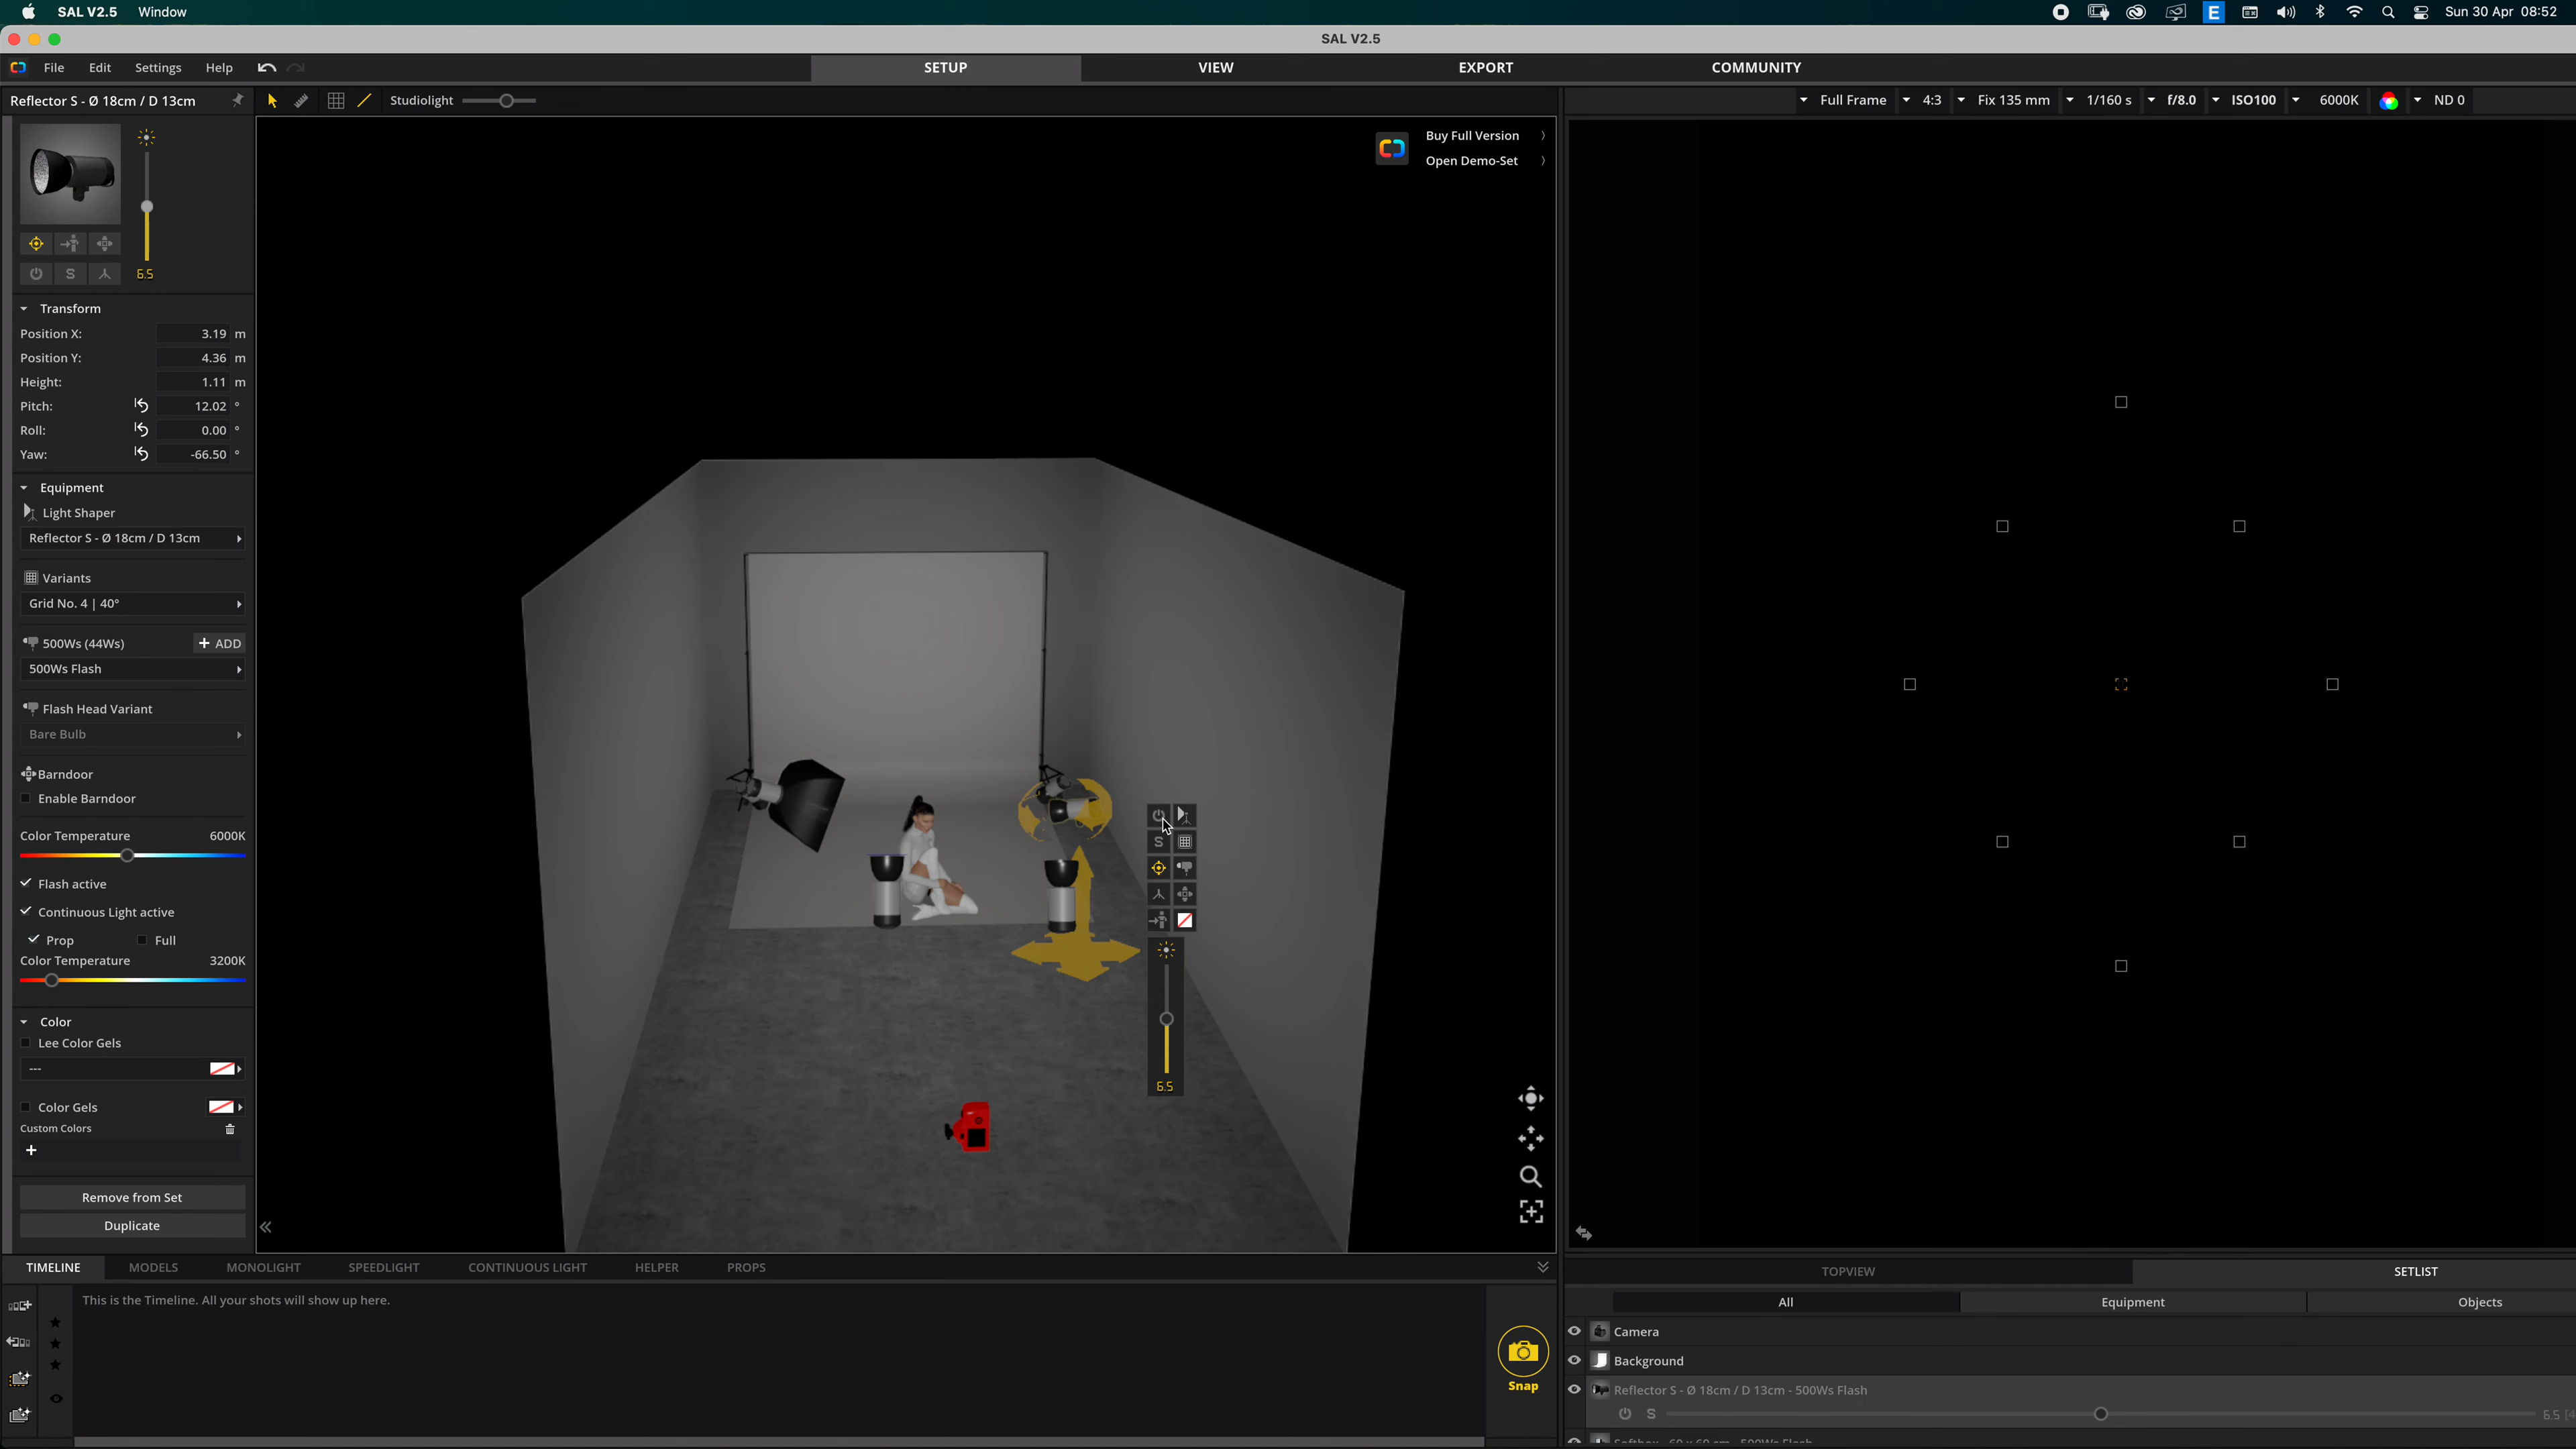 SAL V2.5 Window
E Sun 30 Apr 08:52
SAL V2.5
File Edit Settings Help
SETUP VIEW EXPORT COMMUNITY
Reflector S - Ø 18cm / D 13cm
Studiolight
Full Frame 4:3 Fix 135 mm 1/160 s f/8.0 ISO100 6000K ND 0
Buy Full Version
Open Demo-Set
S
6.5
Transform
Position X: 3.19 m
Position Y: 4.36 m
Height: 1.11 m
Pitch: 12.02 °
Roll: 0.00 °
Yaw: -66.50 °
Equipment
Light Shaper
Reflector S - Ø 18cm / D 13cm
Variants
Grid No. 4 | 40°
500Ws (44Ws) + ADD
500Ws Flash
Flash Head Variant
Bare Bulb
Barndoor
Enable Barndoor
Color Temperature 6000K
Flash active
Continuous Light active
Prop Full
Color Temperature 3200K
Color
Lee Color Gels
---
Color Gels
Custom Colors
+
Remove from Set
Duplicate
S
6.5
TIMELINE MODELS MONOLIGHT SPEEDLIGHT CONTINUOUS LIGHT HELPER PROPS
This is the Timeline. All your shots will show up here.
Snap
TOPVIEW SETLIST
All Equipment Objects
Camera
Background
Reflector S - Ø 18cm / D 13cm - 500Ws Flash
S 6.5 [4